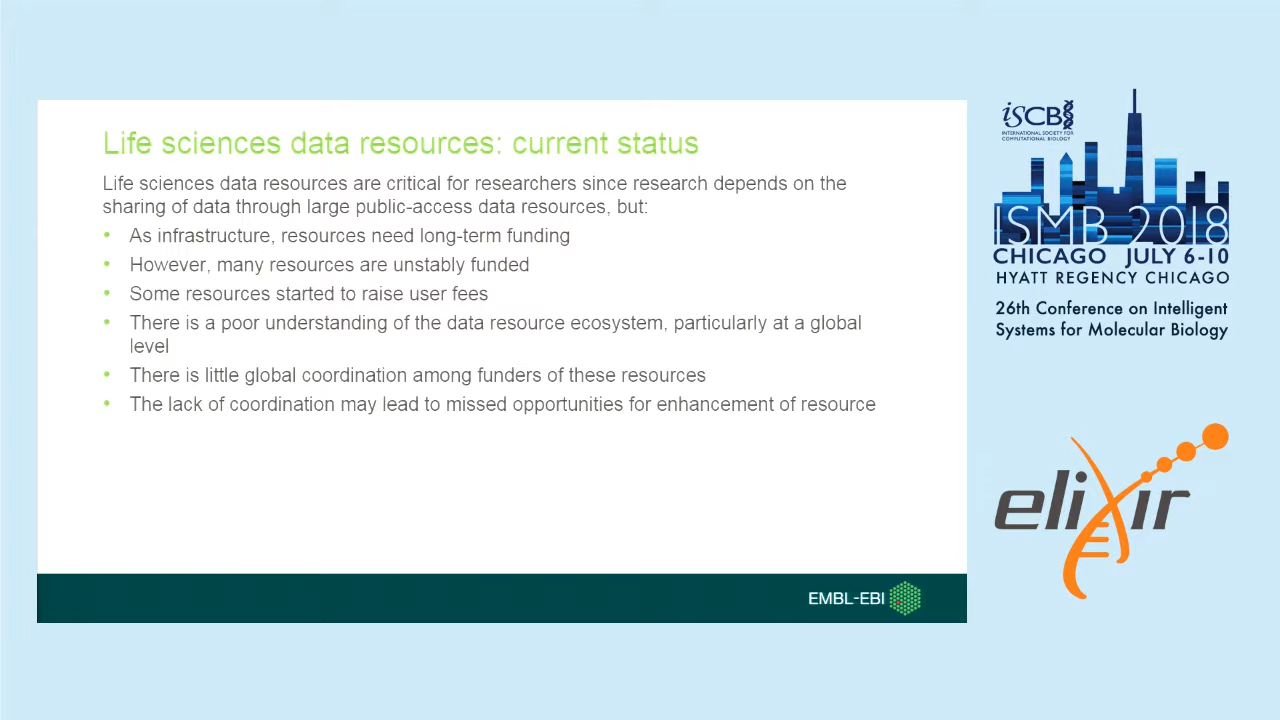 Life sciences data resources: current status
Life sciences data resources are critical for researchers since research depends on the
sharing of data through large public-access data resources, but:
• As infrastructure, resources need long-term funding
• However, many resources are unstably funded
• Some resources started to raise user fees
• There is a poor understanding of the data resource ecosystem, particularly at a global
level
• There is little global coordination among funders of these resources
• The lack of coordination may lead to missed opportunities for enhancement of resource
EMBL-EBI
iSCB
INTERNATIONAL SOCIETY FOR
COMPUTATIONAL BIOLOGY
ISMB 2018
CHICAGO JULY 6-10
HYATT REGENCY CHICAGO
26th Conference on Intelligent
Systems for Molecular Biology
elixir